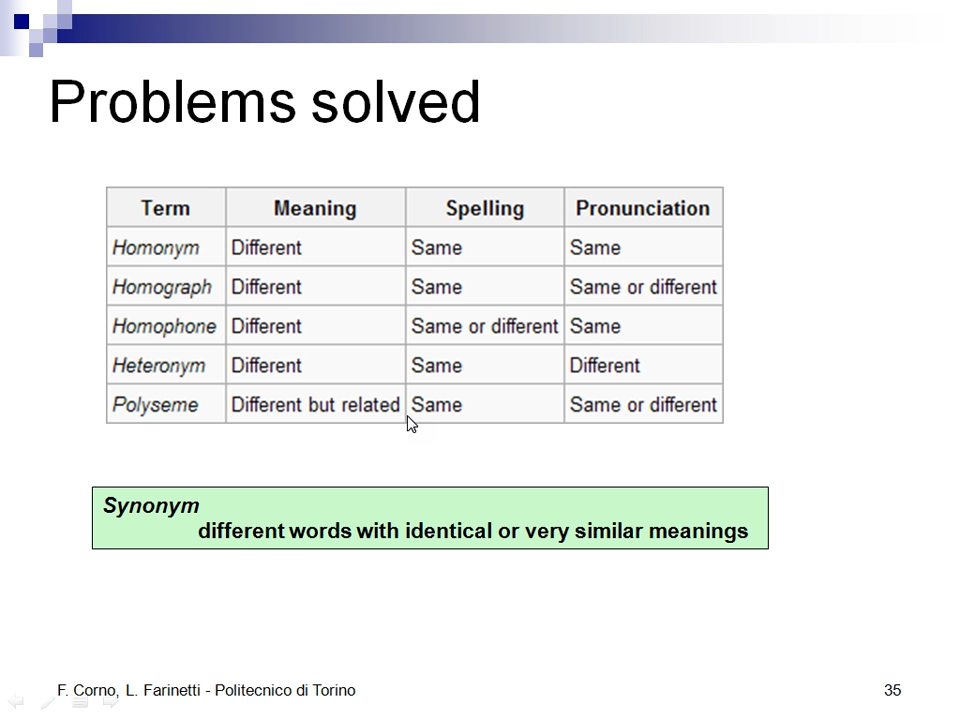 Problems solved
Term Meaning Spelling Pronunciation
Homonym Different Same Same
Homograph Different Same Same or different
Homophone Different Same or different Same
Heteronym Different Same Different
Polyseme Different but related Same Same or different
Synonym
different words with identical or very similar meanings
F. Corno, L. Farinetti - Politecnico di Torino 35